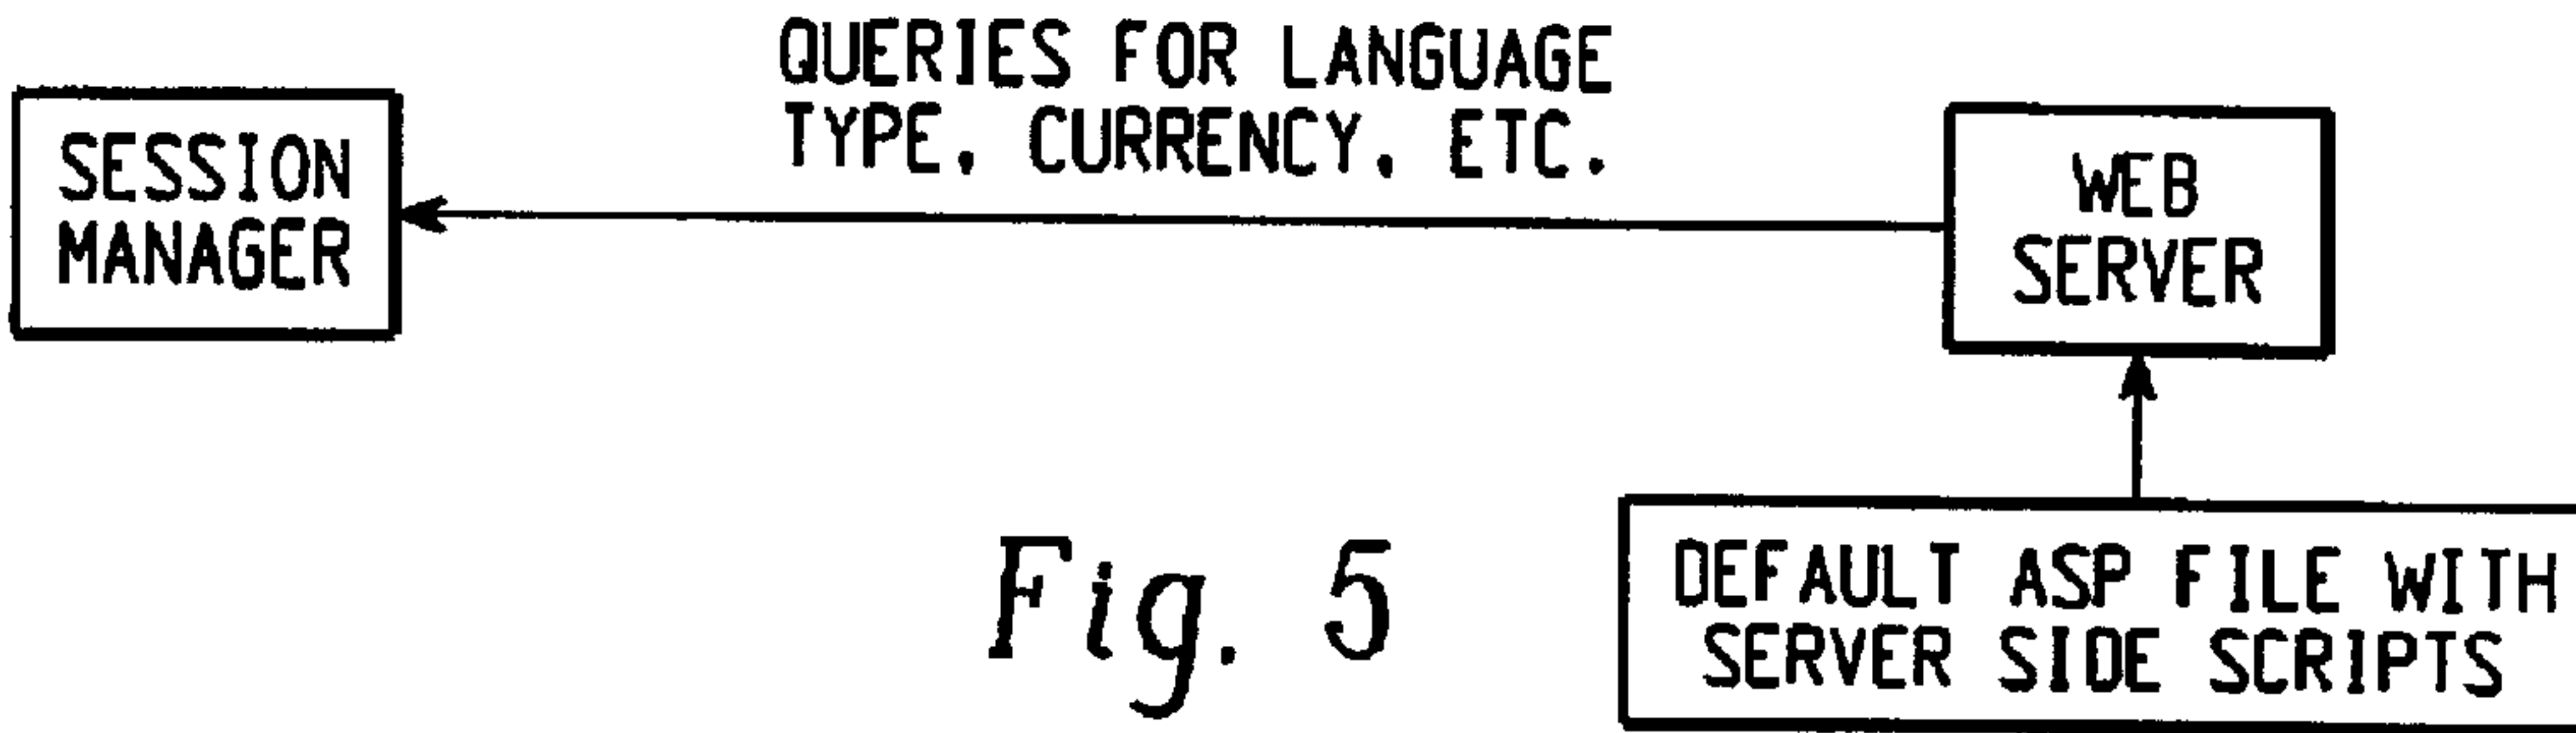 QUERIES FOR LANGUAGE
TYPE, CURRENCY, ETC.
SESSION
MANAGER
WEB
SERVER
DEFAULT ASP FILE WITH
SERVER SIDE SCRIPTS
Fig. 5